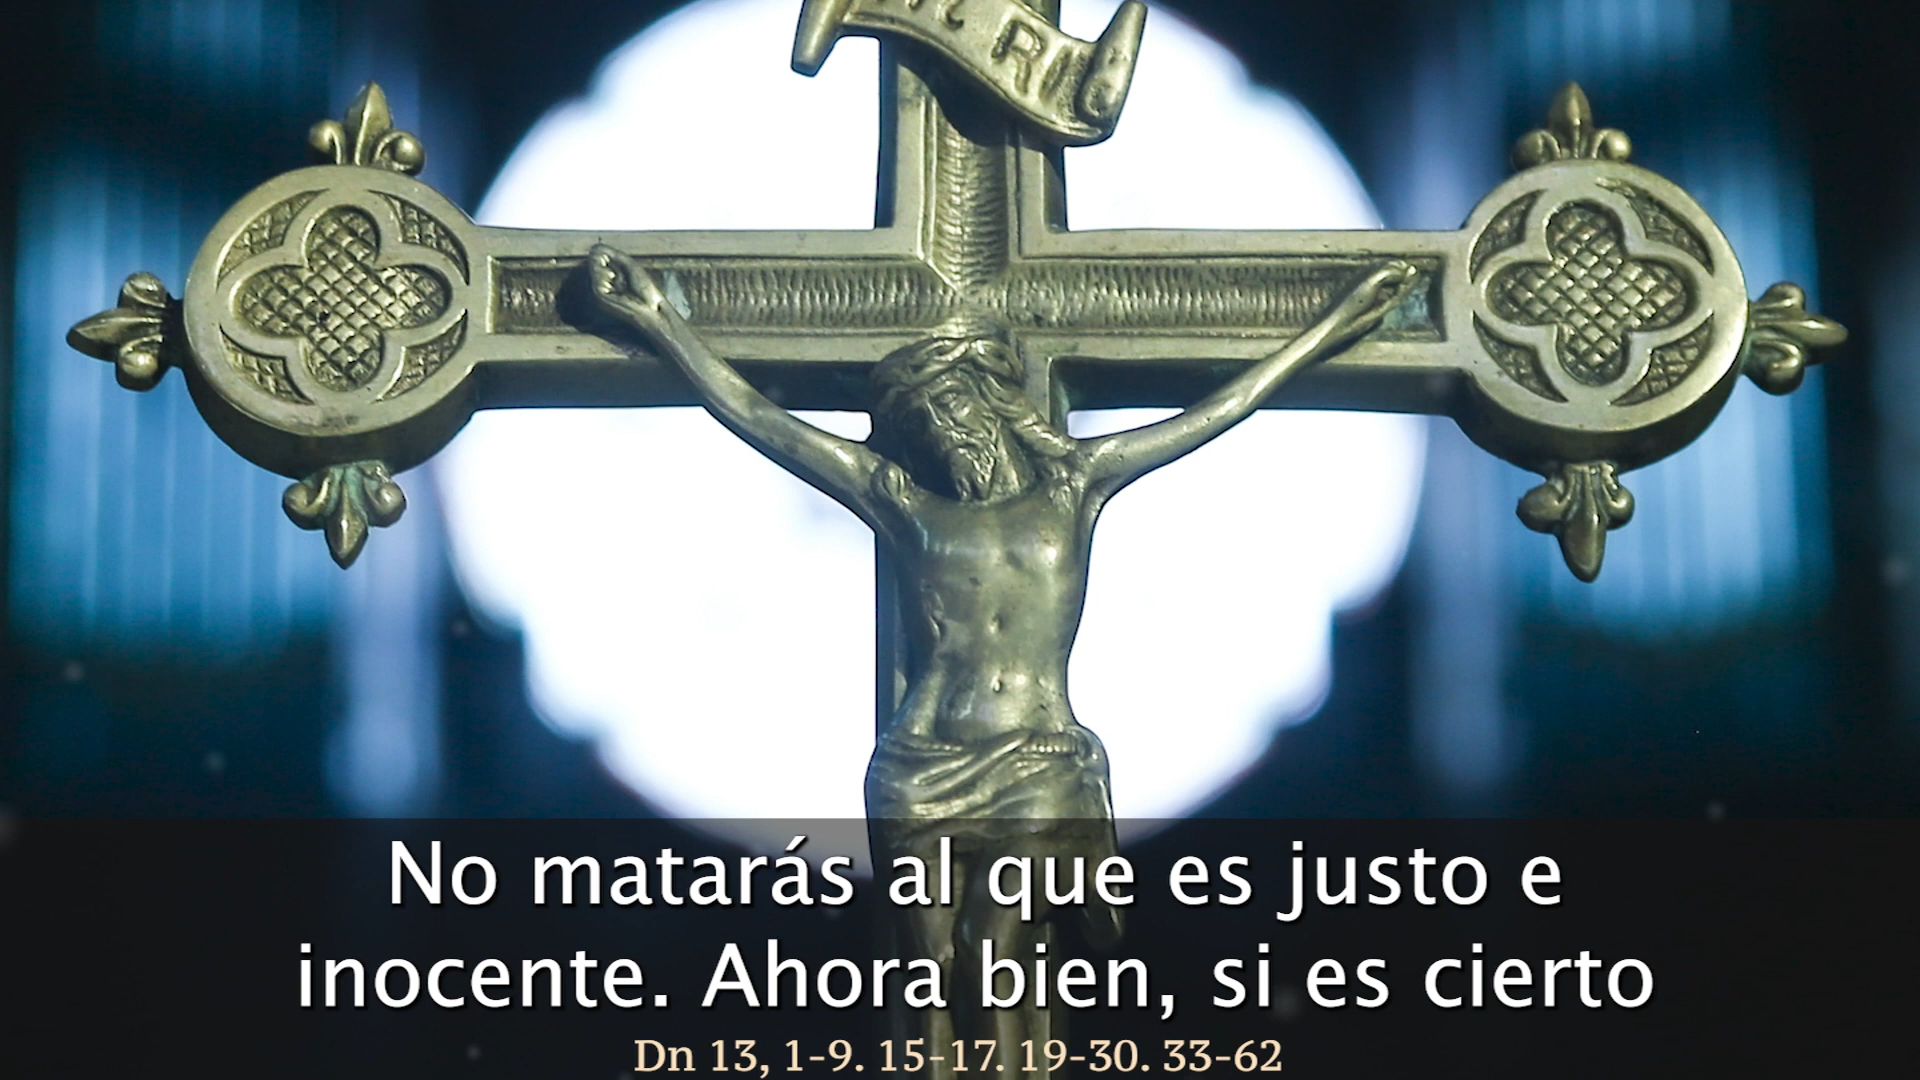 No matarás al que es justo e
inocente. Ahora bien, si es cierto
Dn 13, 1-9. 15-17. 19-30. 33-62